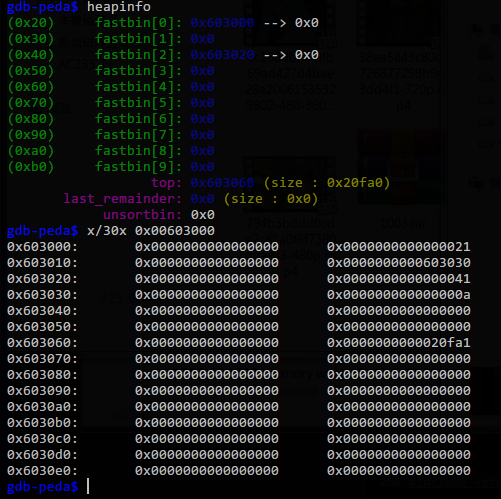 gdb-peda$ heapinfo
(0x20)     fastbin[0]: 0x603000 --> 0x0
(0x30)     fastbin[1]: 0x0
(0x40)     fastbin[2]: 0x603020 --> 0x0
(0x50)     fastbin[3]: 0x0
(0x60)     fastbin[4]: 0x0
(0x70)     fastbin[5]: 0x0
(0x80)     fastbin[6]: 0x0
(0x90)     fastbin[7]: 0x0
(0xa0)     fastbin[8]: 0x0
(0xb0)     fastbin[9]: 0x0
top: 0x603060 (size : 0x20fa0)
last_remainder: 0x0 (size : 0x0)
unsortbin: 0x0
gdb-peda$ x/30x 0x00603000
0x603000: 0x0000000000000000 0x0000000000000021
0x603010: 0x0000000000000000 0x0000000000603030
0x603020: 0x0000000000000000 0x0000000000000041
0x603030: 0x0000000000000000 0x000000000000000a
0x603040: 0x0000000000000000 0x0000000000000000
0x603050: 0x0000000000000000 0x0000000000000000
0x603060: 0x0000000000000000 0x0000000000020fa1
0x603070: 0x0000000000000000 0x0000000000000000
0x603080: 0x0000000000000000 0x0000000000000000
0x603090: 0x0000000000000000 0x0000000000000000
0x6030a0: 0x0000000000000000 0x0000000000000000
0x6030b0: 0x0000000000000000 0x0000000000000000
0x6030c0: 0x0000000000000000 0x0000000000000000
0x6030d0: 0x0000000000000000 0x0000000000000000
0x6030e0: 0x0000000000000000 0x0000000000000000
gdb-peda$